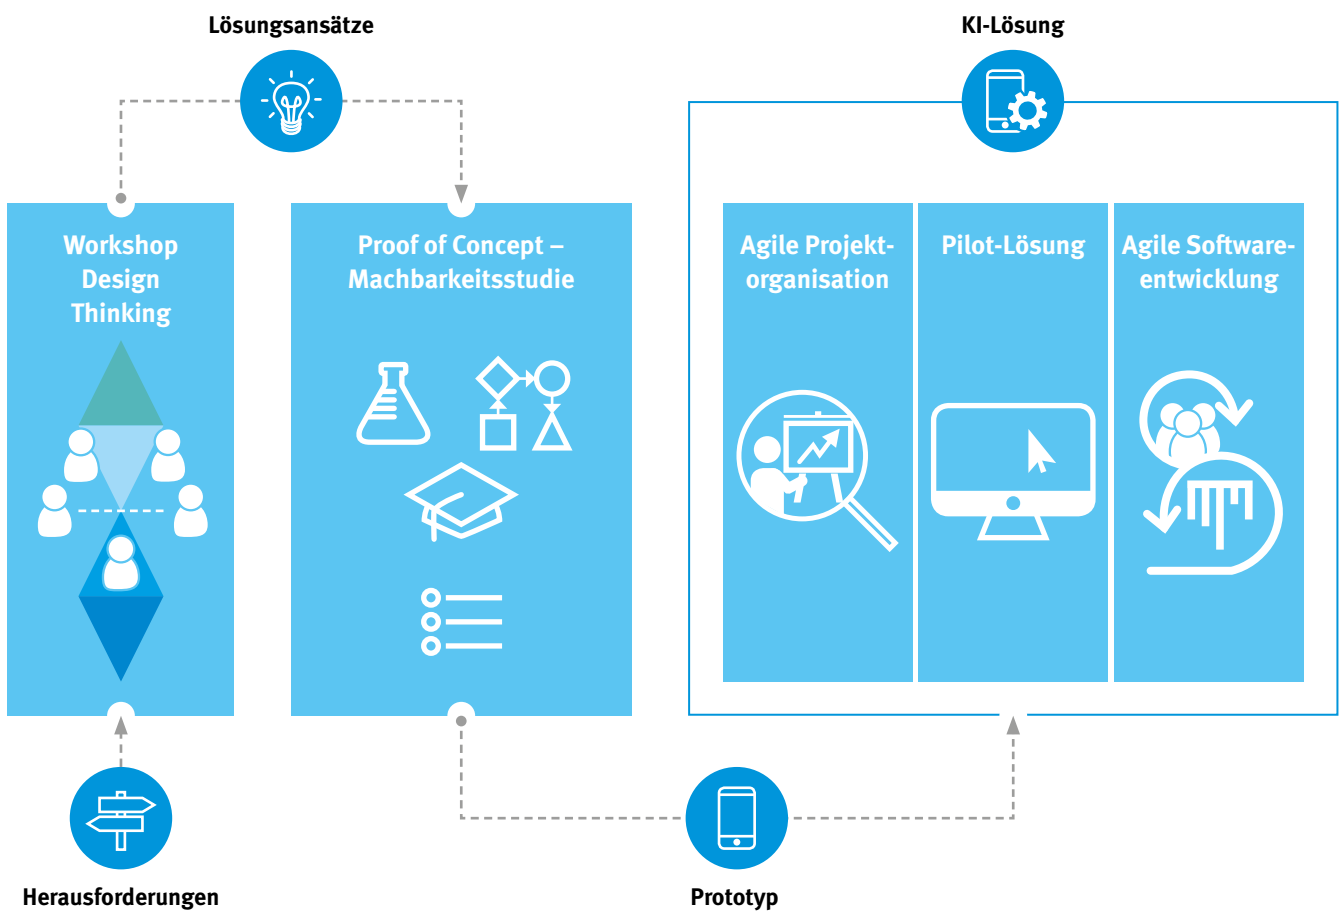 Lösungsansätze
KI-Lösung
Workshop
Design
Thinking
Proof of Concept –
Machbarkeitsstudie
Agile Projekt-
organisation
Pilot-Lösung
Agile Software-
entwicklung
Herausforderungen
Prototyp